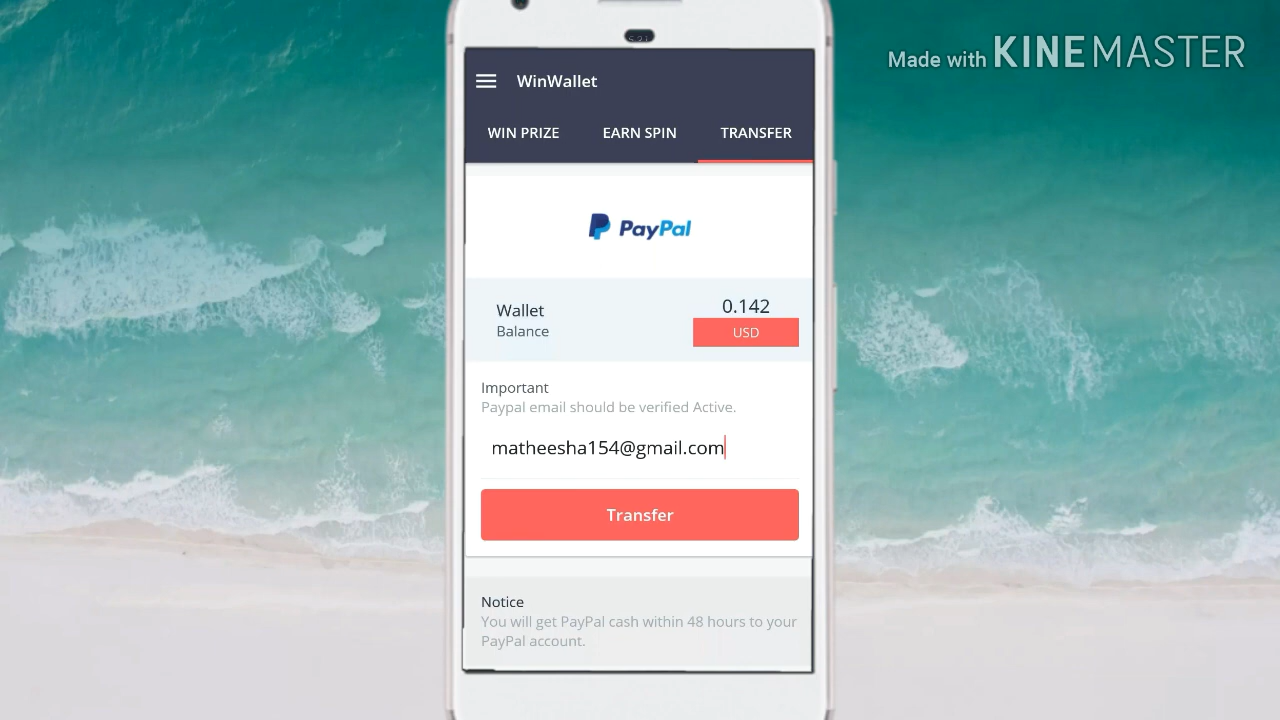 Made with KINEMASTER
WinWallet
WIN PRIZE EARN SPIN TRANSFER
PayPal
Wallet
Balance
0.142
USD
Important
Paypal email should be verified Active.
matheesha154@gmail.com
Transfer
Notice
You will get PayPal cash within 48 hours to your
PayPal account.